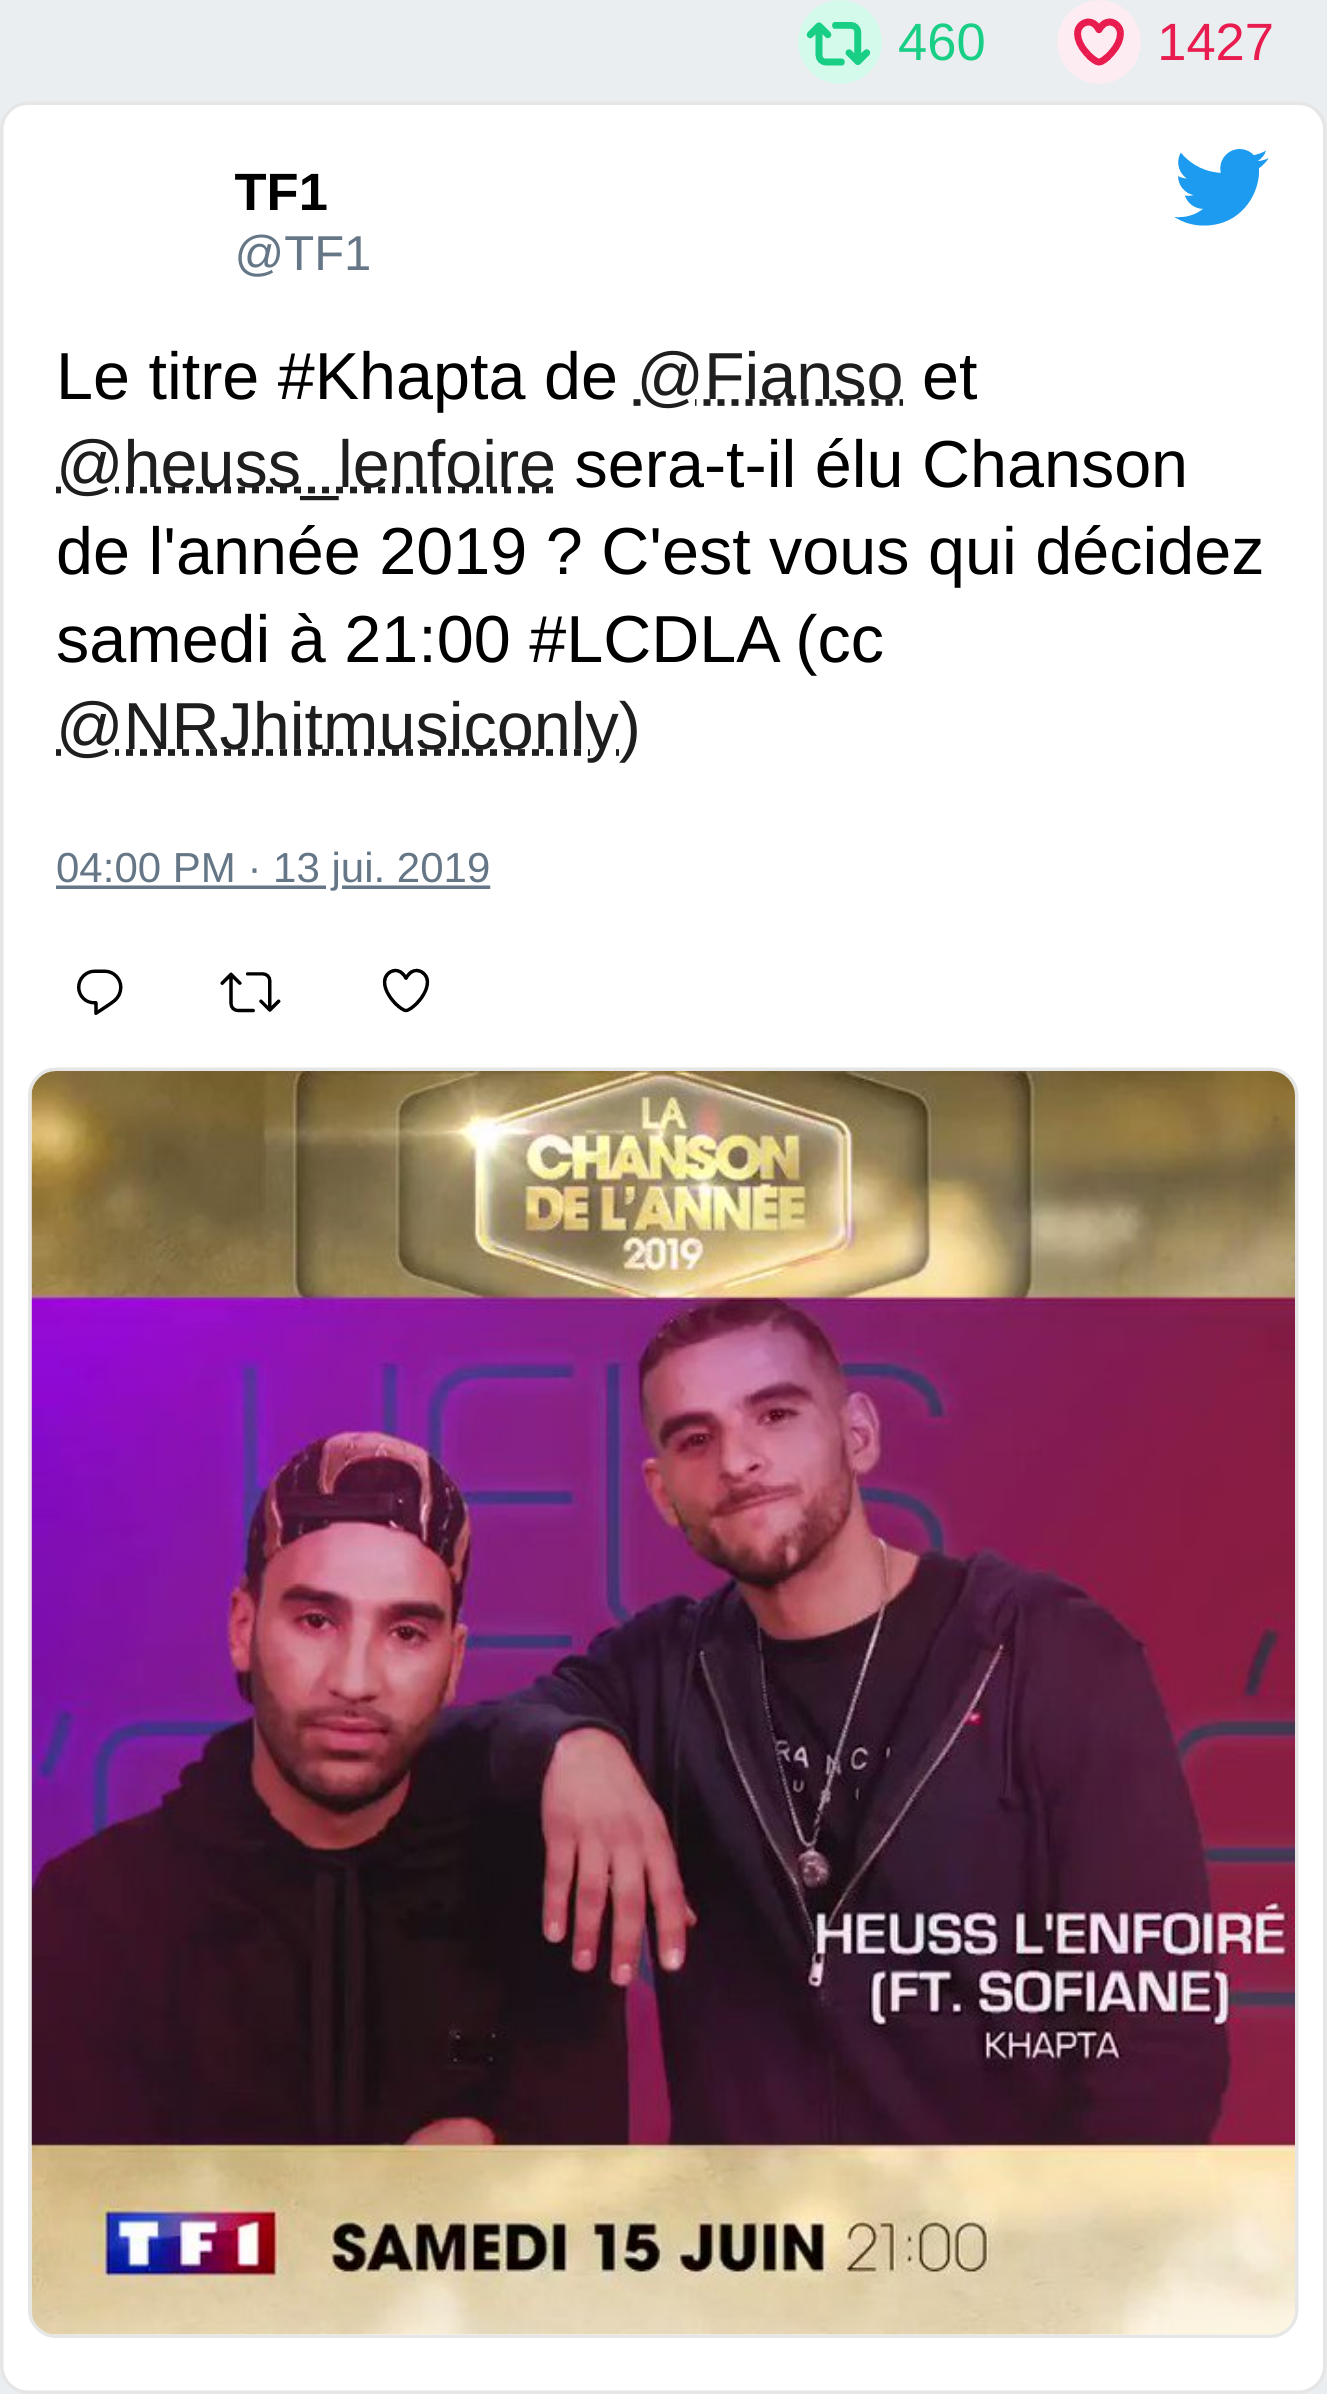 460 1427
TF1
@TF1
Le titre #Khapta de @Fianso et
@heuss_lenfoire sera-t-il élu Chanson
de l'année 2019 ? C'est vous qui décidez
samedi à 21:00 #LCDLA (cc
@NRJhitmusiconly)
04:00 PM · 13 jui. 2019
LA
CHANSON
DE L'ANNÉE
2019
HEUSS L'ENFOIRÉ
(FT. SOFIANE)
KHAPTA
TF1 SAMEDI 15 JUIN 21:00